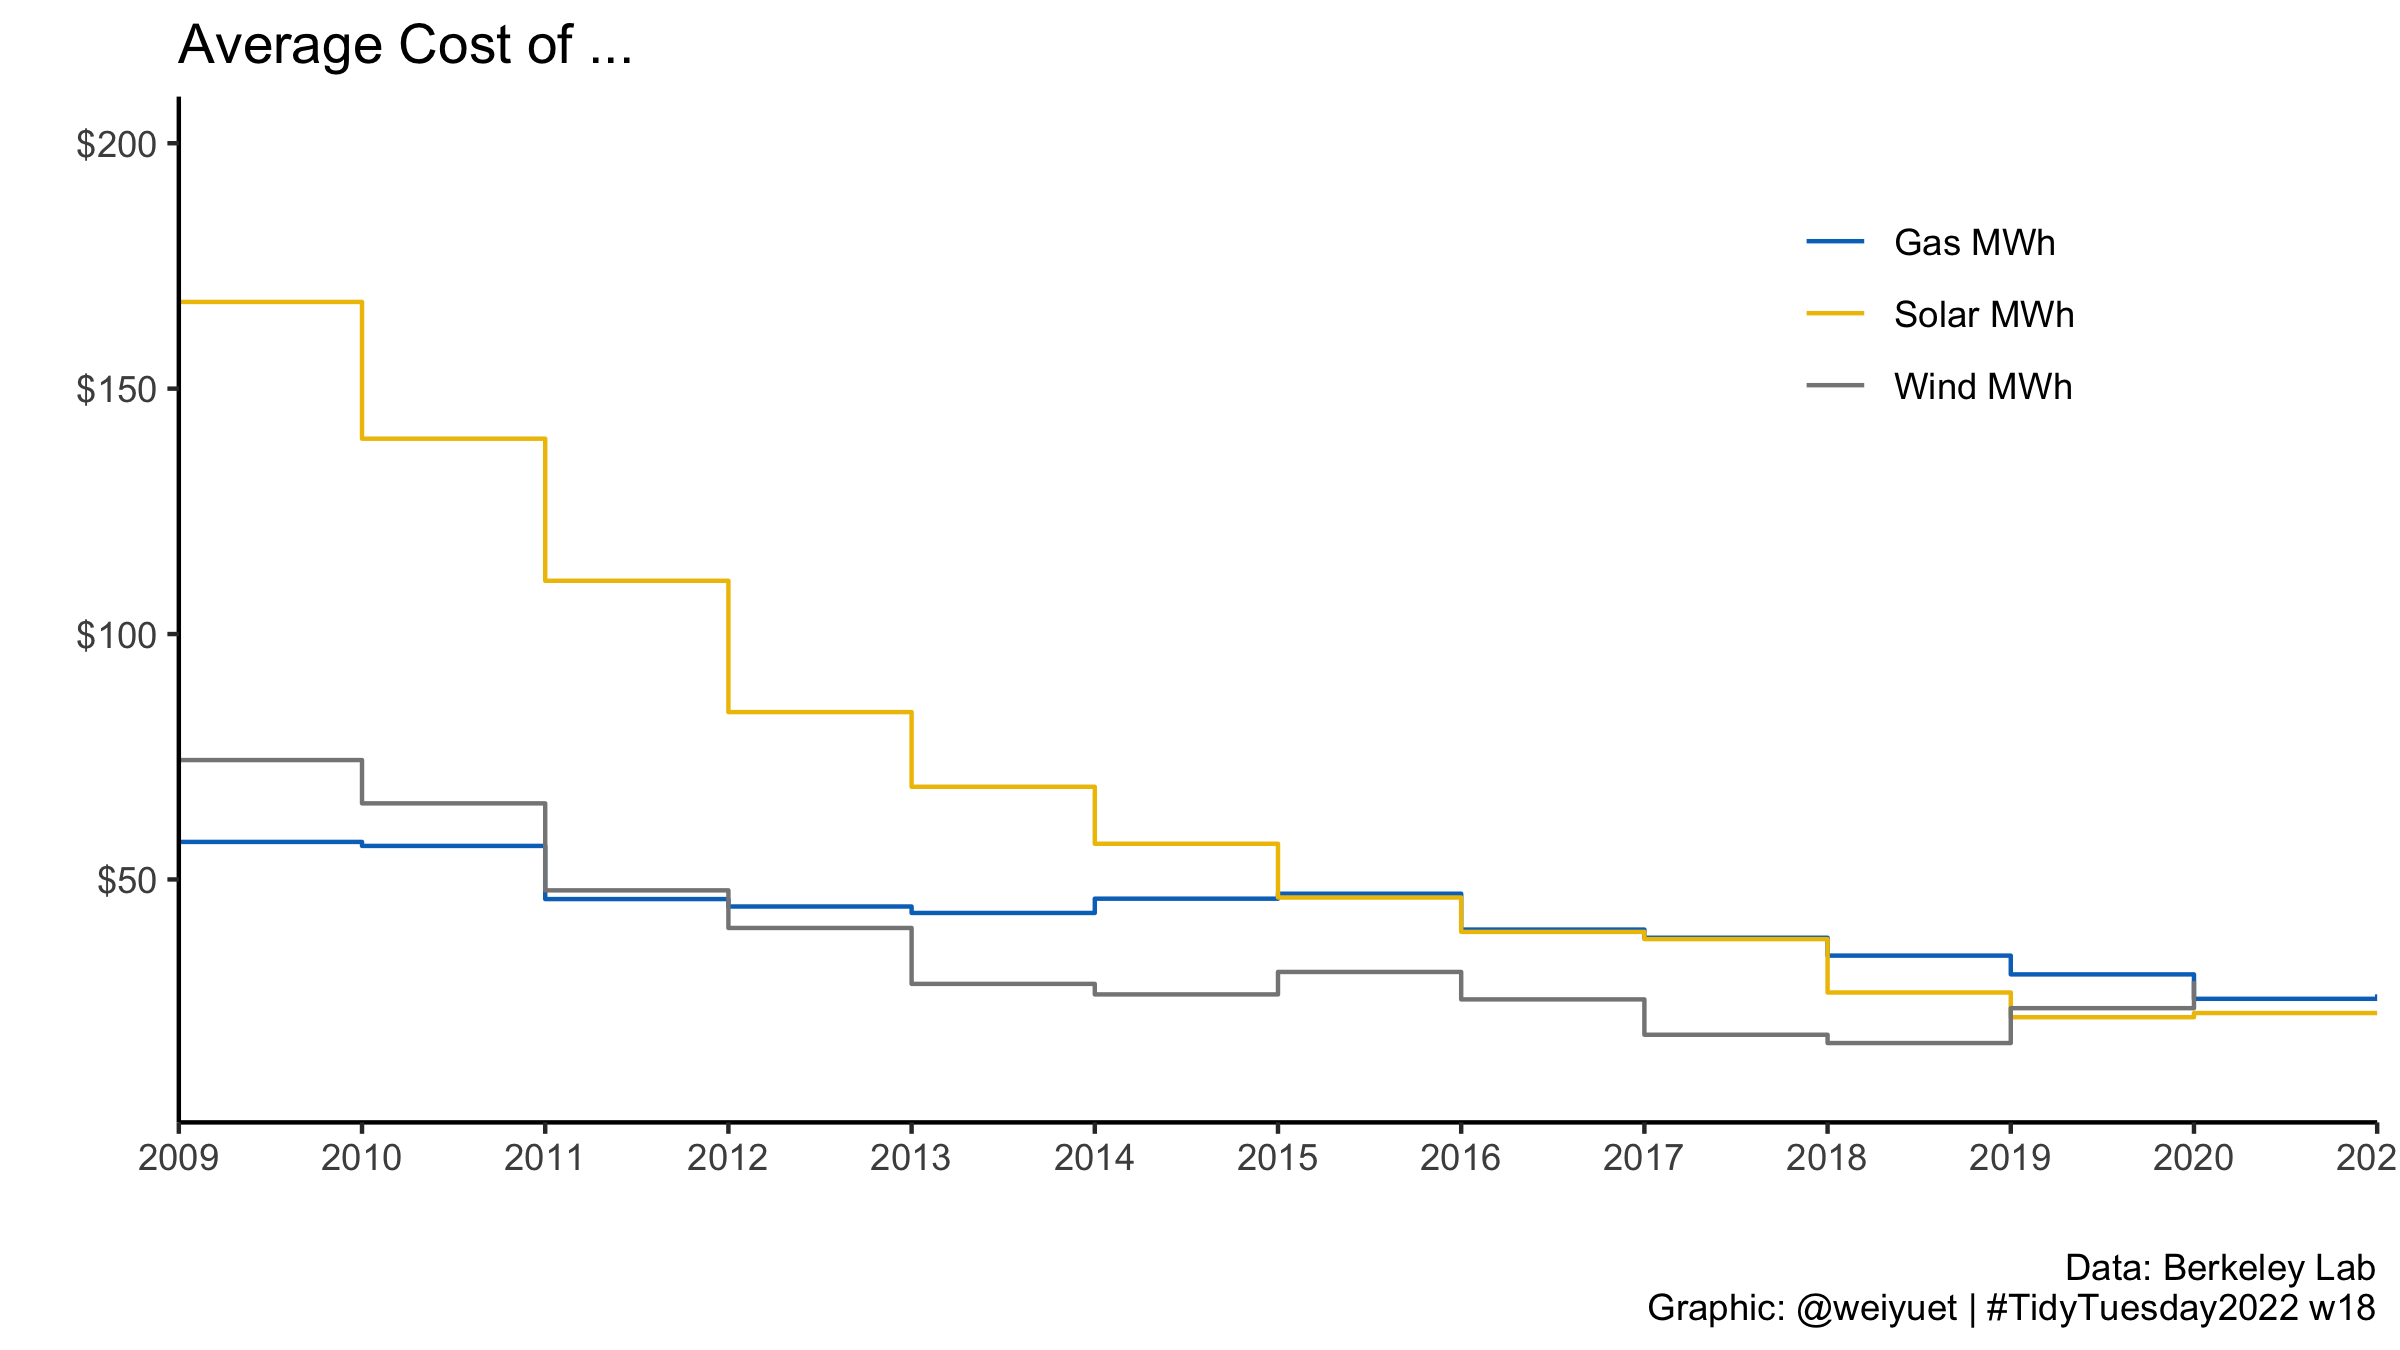 Average Cost of ...
$200
$150
$100
$50
Gas MWh
Solar MWh
Wind MWh
2009 2010 2011 2012 2013 2014 2015 2016 2017 2018 2019 2020 202
Data: Berkeley Lab
Graphic: @weiyuet | #TidyTuesday2022 w18